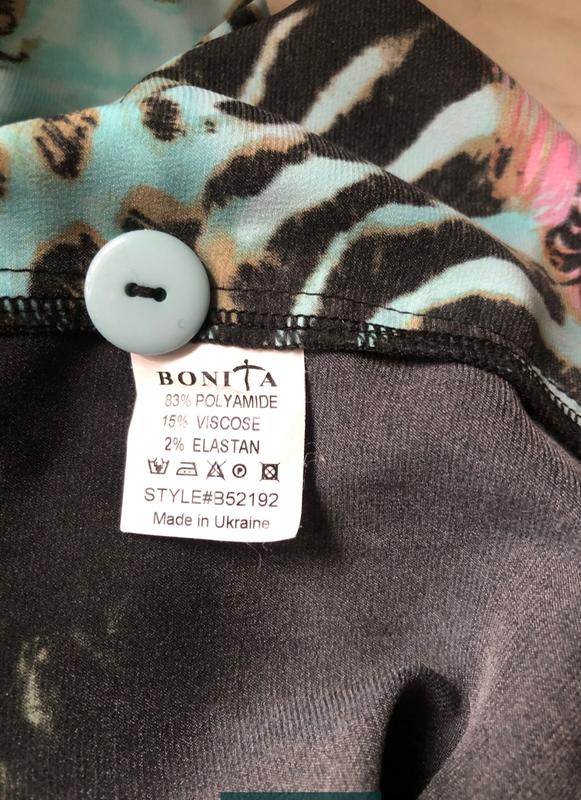 BONITA
83% POLYAMIDE
15% VISCOSE
2% ELASTAN
P
STYLE#B52192
Made in Ukraine